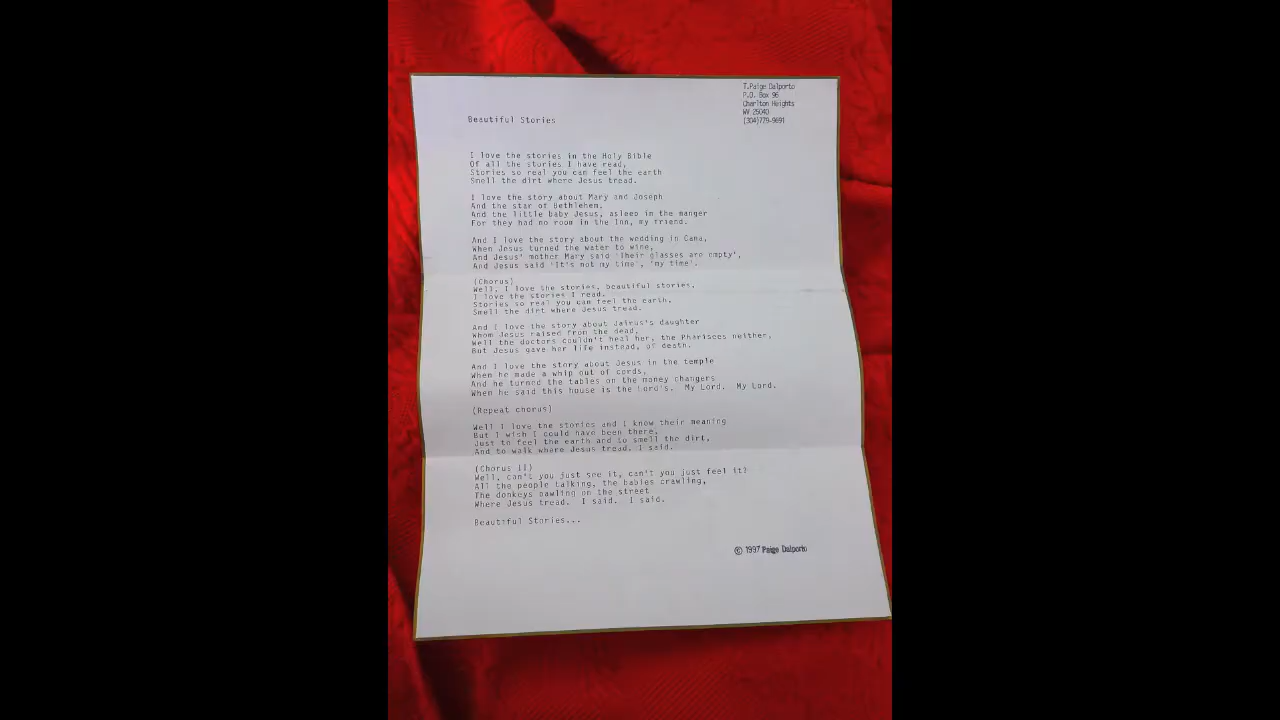 T.Paige Dalporto
P.O. Box 96
Charlton Heights
WV 25040
(304)779-9691
Beautiful Stories
I love the stories in the Holy Bible
Of all the stories I have read,
Stories so real you can feel the earth
Smell the dirt where Jesus tread.
I love the story about Mary and Joseph
And the star of Bethlehem,
And the little baby Jesus, asleep in the manger
For they had no room in the Inn, my friend.
And I love the story about the wedding in Cana,
When Jesus turned the water to wine,
And Jesus' mother Mary said 'Their glasses are empty',
And Jesus said 'It's not my time', 'my time'.
(Chorus)
Well, I love the stories, beautiful stories,
I love the stories I read.
Stories so real you can feel the earth,
Smell the dirt where Jesus tread.
And I love the story about Jairus's daughter
Whom Jesus raised from the dead,
Well the doctors couldn't heal her, the Pharisees neither,
But Jesus gave her life instead, of death.
And I love the story about Jesus in the temple
When he made a whip out of cords,
And he turned the tables on the money changers
When he said this house is the Lord's.  My Lord.  My Lord.
(Repeat chorus)
Well I love the stories and I know their meaning
But I wish I could have been there,
Just to feel the earth and to smell the dirt,
And to walk where Jesus tread. I said.
(Chorus II)
Well, can't you just see it, can't you just feel it?
All the people talking, the babies crawling,
The donkeys bawling on the street
Where Jesus tread.  I said.  I said.
Beautiful Stories...
© 1997 Paige Dalporto